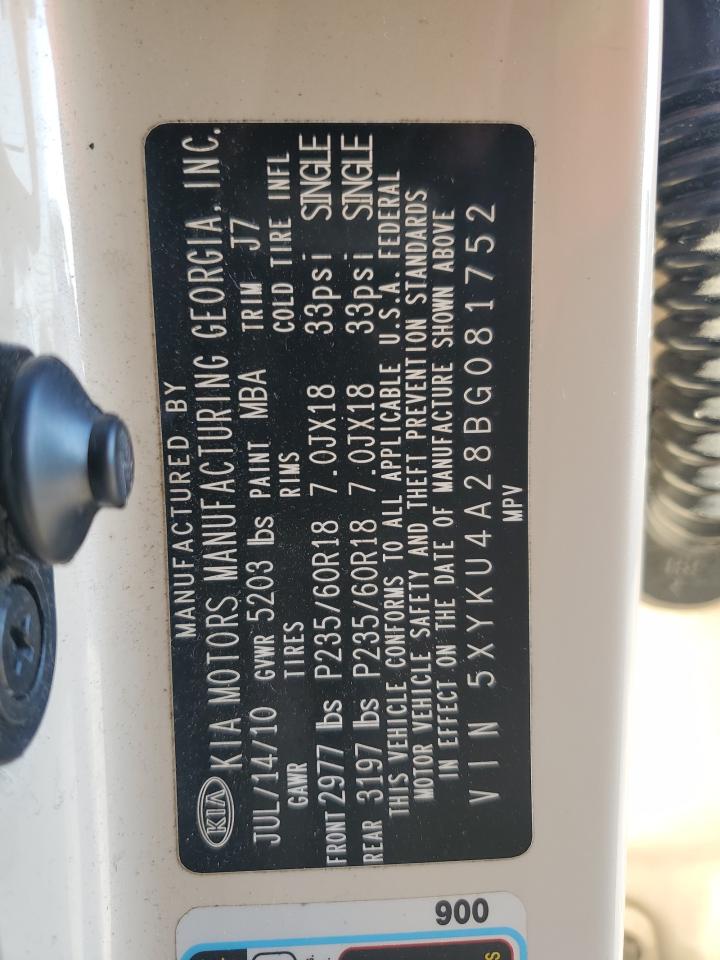 MANUFACTURED BY
KIA KIA MOTORS MANUFACTURING GEORGIA, INC.
JUL/14/10 GVWR 5203 lbs PAINT MBA TRIM J7
GAWR TIRES RIMS COLD TIRE INFL
FRONT 2977 lbs P235/60R18 7.0JX18 33psi SINGLE
REAR 3197 lbs P235/60R18 7.0JX18 33psi SINGLE
THIS VEHICLE CONFORMS TO ALL APPLICABLE U.S.A. FEDERAL
MOTOR VEHICLE SAFETY AND THEFT PREVENTION STANDARDS
IN EFFECT ON THE DATE OF MANUFACTURE SHOWN ABOVE
VIN 5XYKU4A28BG081752
MPV
900